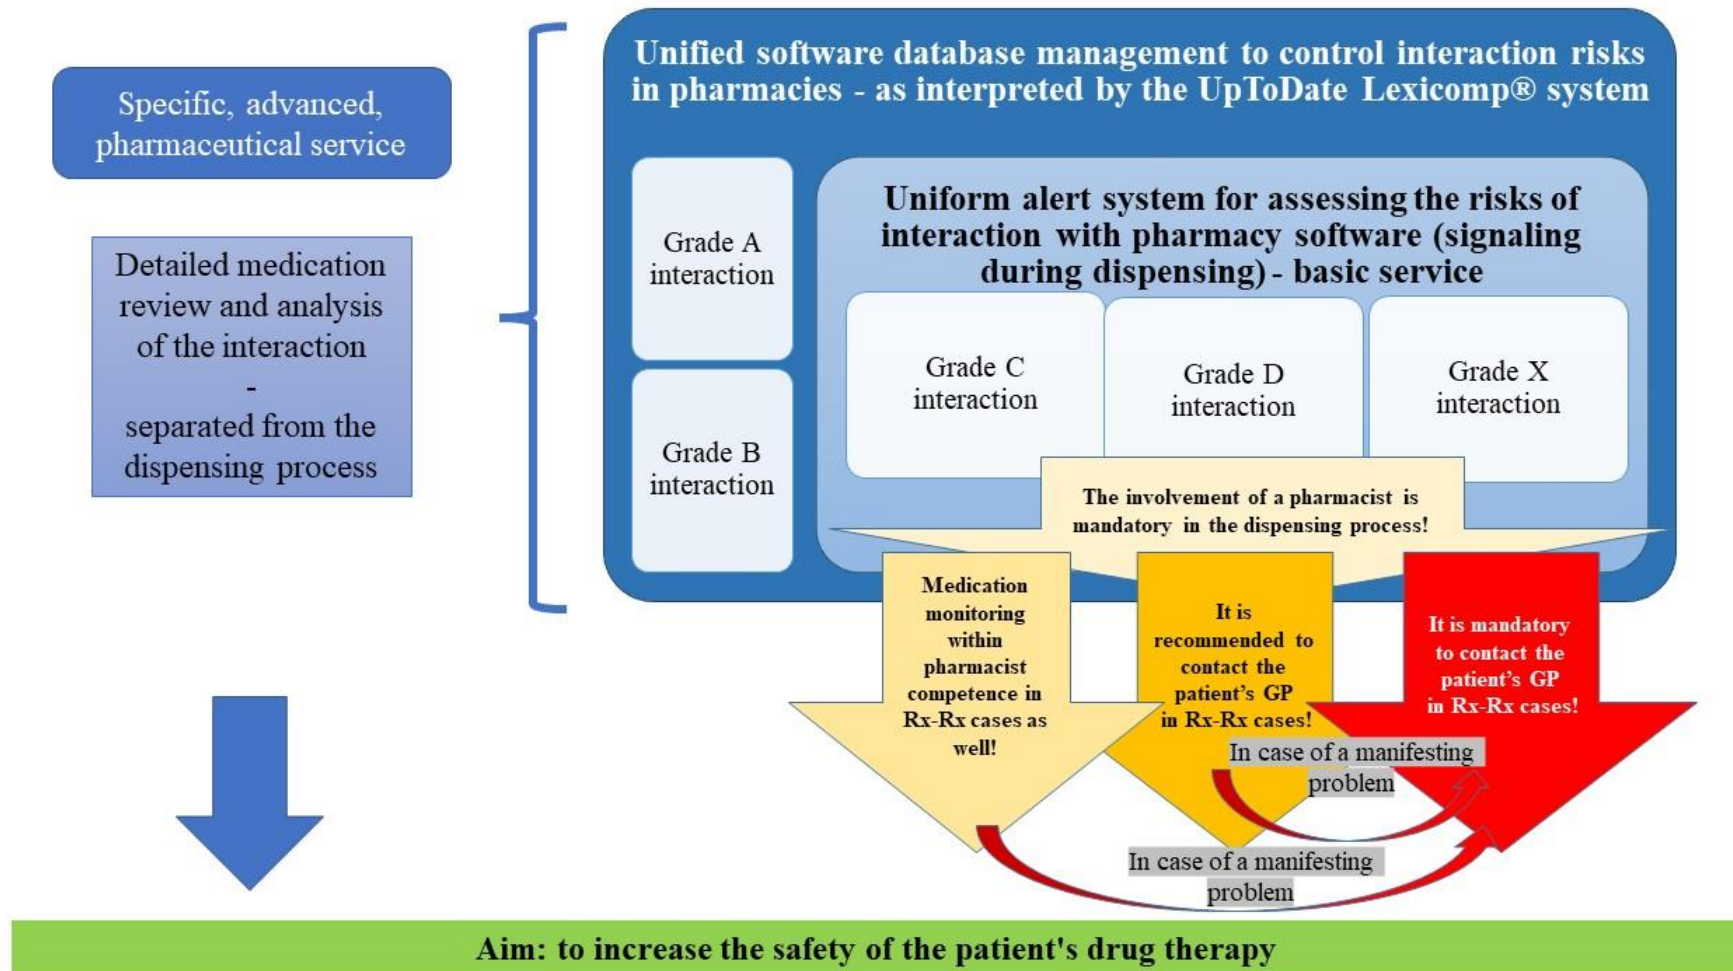 Specific, advanced,
pharmaceutical service
Detailed medication
review and analysis
of the interaction
-
separated from the
dispensing process
Unified software database management to control interaction risks
in pharmacies - as interpreted by the UpToDate Lexicomp® system
Grade A
interaction
Grade B
interaction
Uniform alert system for assessing the risks of
interaction with pharmacy software (signaling
during dispensing) - basic service
Grade C
interaction
Grade D
interaction
Grade X
interaction
The involvement of a pharmacist is
mandatory in the dispensing process!
Medication
monitoring
within
pharmacist
competence in
Rx-Rx cases as
well!
It is
recommended to
contact the
patient’s GP
in Rx-Rx cases!
It is mandatory
to contact the
patient’s GP
in Rx-Rx cases!
In case of a manifesting
problem
In case of a manifesting
problem
Aim: to increase the safety of the patient's drug therapy